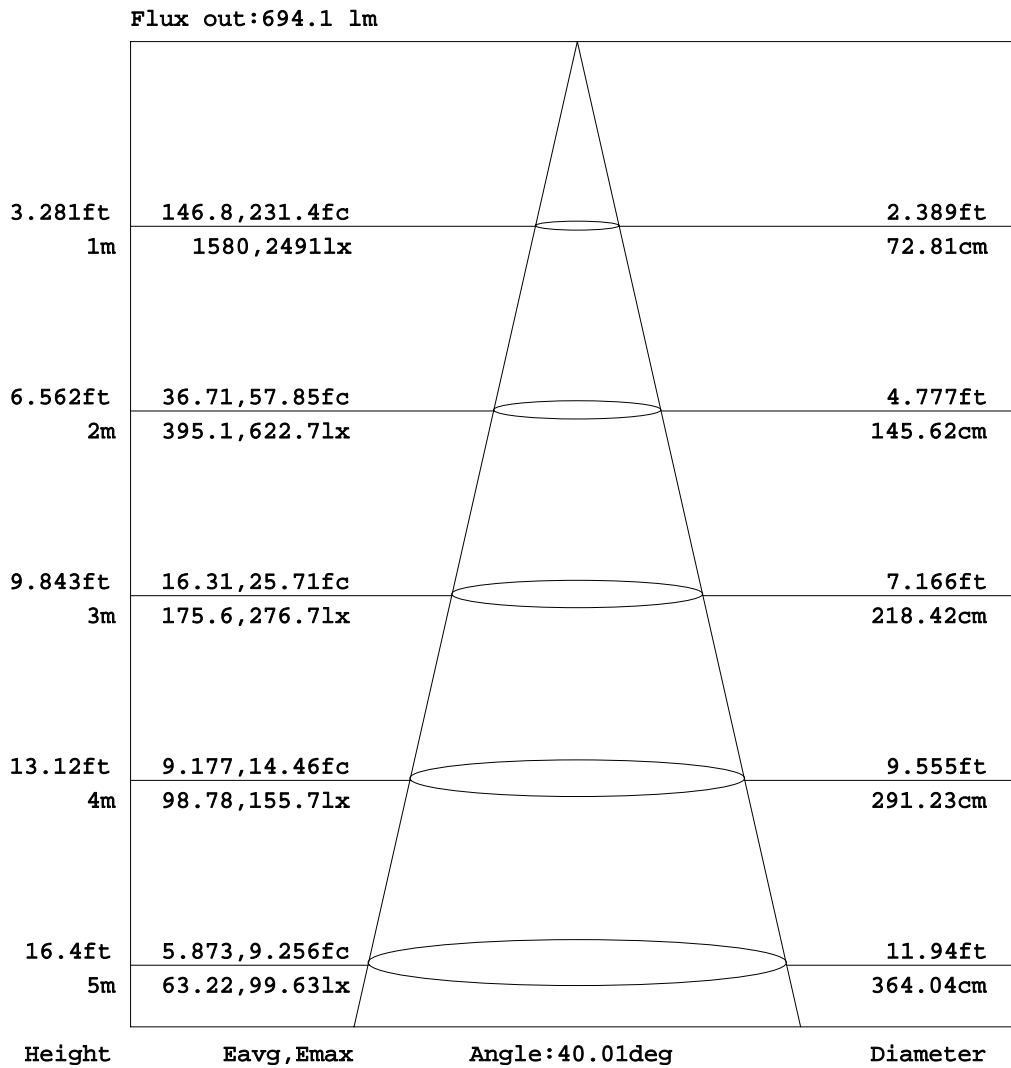 Flux out:694.1 lm
3.281ft 146.8,231.4fc 2.389ft
1m 1580,2491lx 72.81cm
6.562ft 36.71,57.85fc 4.777ft
2m 395.1,622.7lx 145.62cm
9.843ft 16.31,25.71fc 7.166ft
3m 175.6,276.7lx 218.42cm
13.12ft 9.177,14.46fc 9.555ft
4m 98.78,155.7lx 291.23cm
16.4ft 5.873,9.256fc 11.94ft
5m 63.22,99.63lx 364.04cm
Height Eavg,Emax Angle:40.01deg Diameter